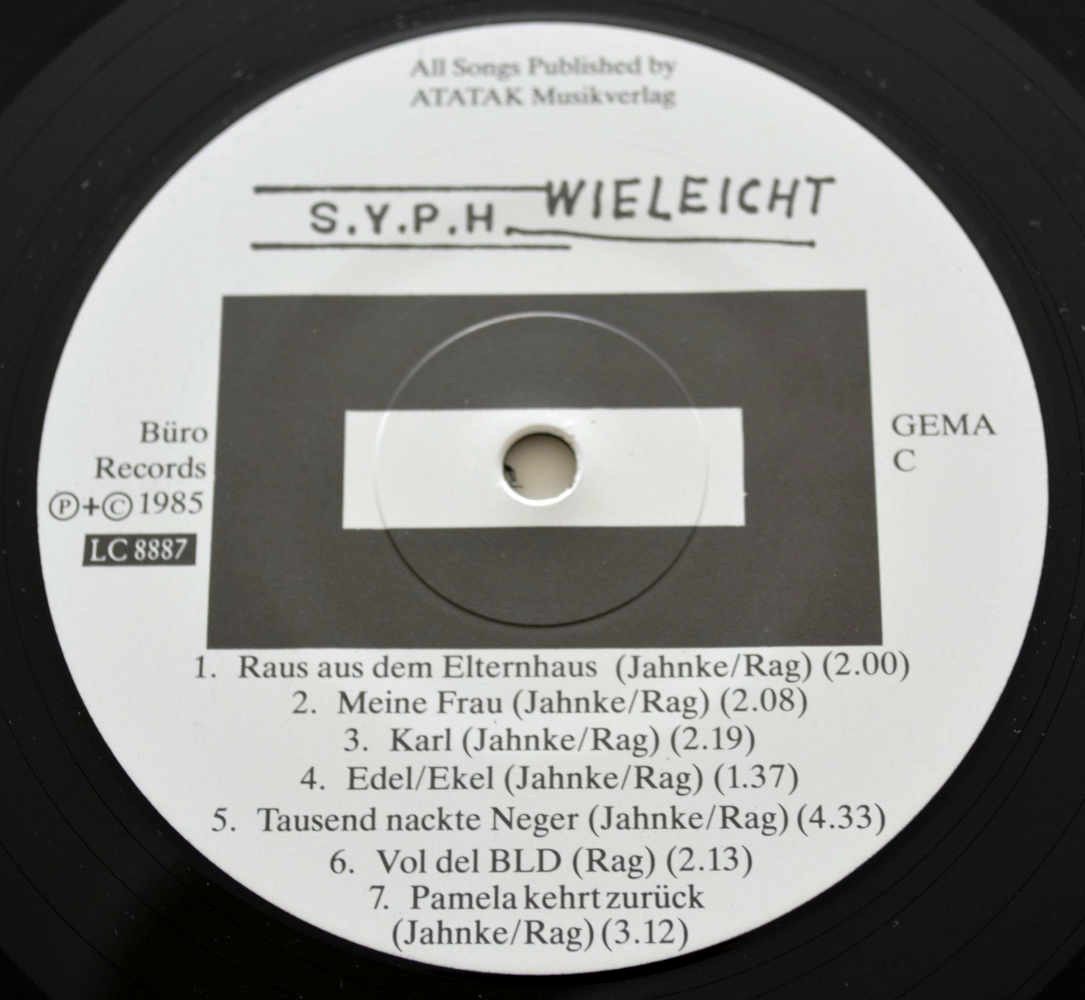 All Songs Published by
ATATAK Musikverlag
S.Y.P.H. WIELEICHT
Büro
Records
Ⓟ+© 1985
LC 8887
GEMA
C
1. Raus aus dem Elternhaus (Jahnke/Rag) (2.00)
2. Meine Frau (Jahnke/Rag) (2.08)
3. Karl (Jahnke/Rag) (2.19)
4. Edel/Ekel (Jahnke/Rag) (1.37)
5. Tausend nackte Neger (Jahnke/Rag) (4.33)
6. Vol del BLD (Rag) (2.13)
7. Pamela kehrt zurück
(Jahnke/Rag) (3.12)